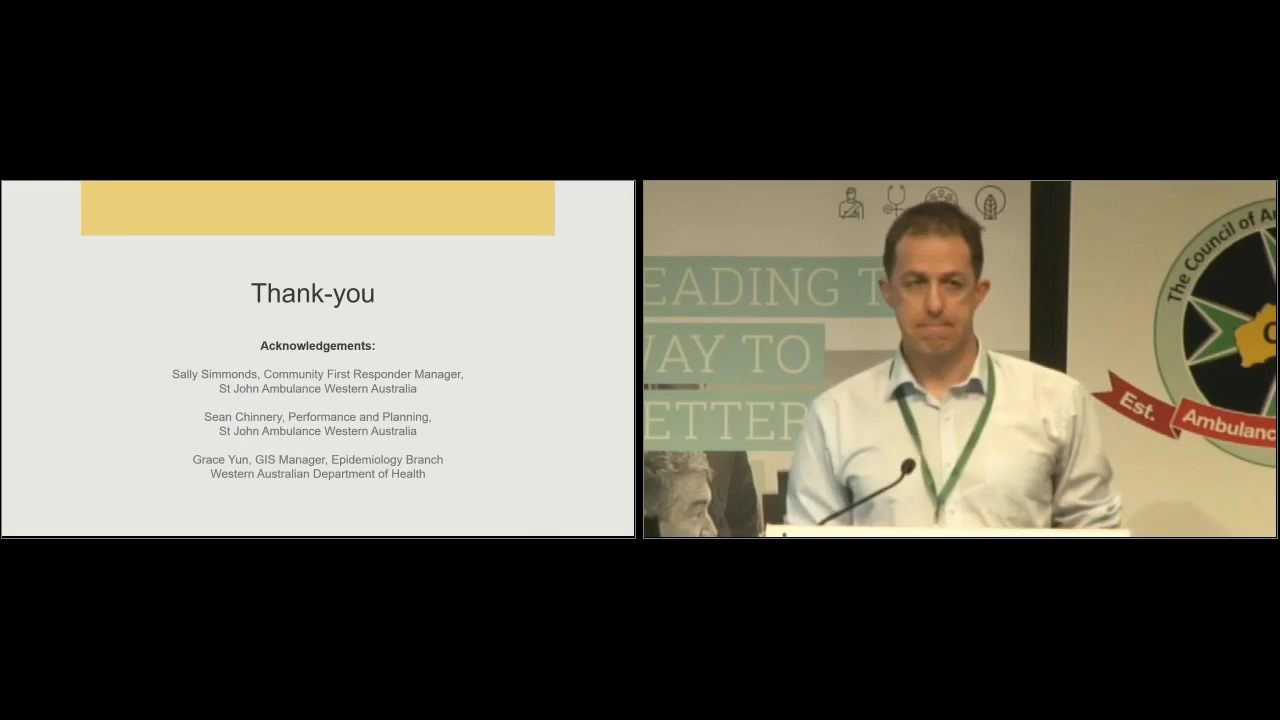 Thank-you
Acknowledgements:
Sally Simmonds, Community First Responder Manager,
St John Ambulance Western Australia
Sean Chinnery, Performance and Planning,
St John Ambulance Western Australia
Grace Yun, GIS Manager, Epidemiology Branch
Western Australian Department of Health
EADING T
WAY TO
ETTER
The Council of A
Est.
Ambulanc